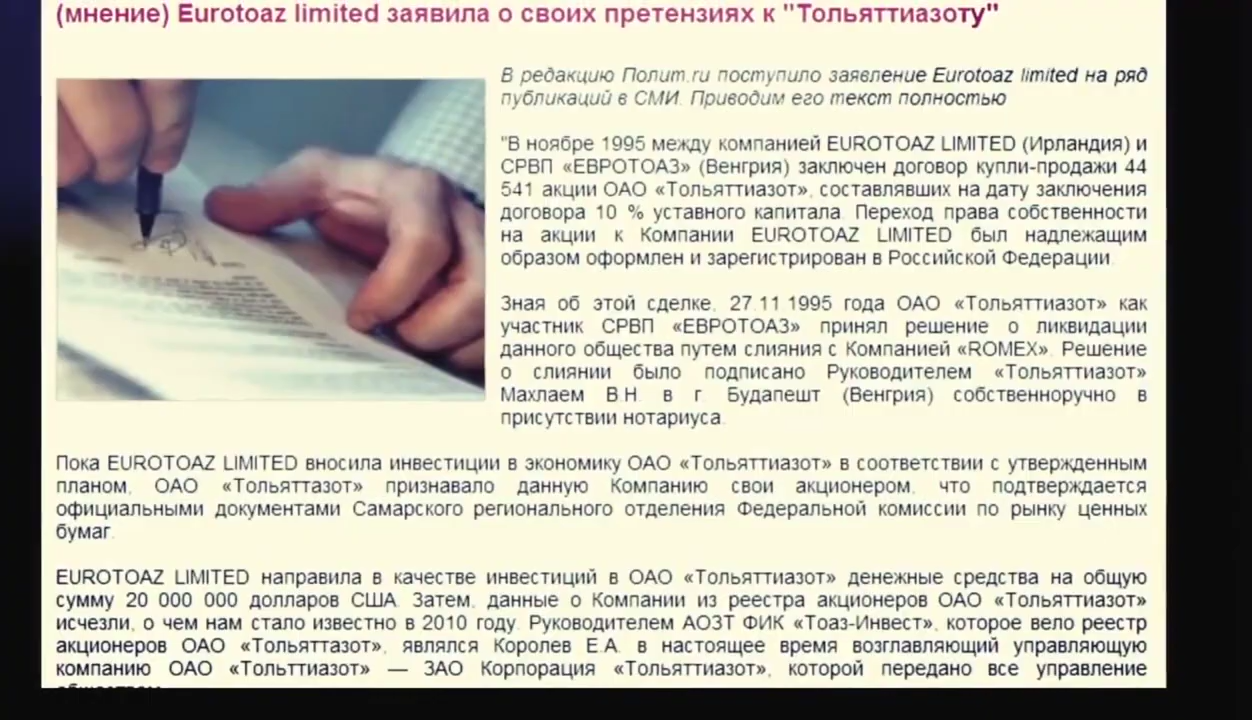 (мнение) Eurotoaz limited заявила о своих претензиях к "Тольяттиазоту"
В редакцию Полит.ru поступило заявление Eurotoaz limited на ряд
публикаций в СМИ. Приводим его текст полностью
"В ноябре 1995 между компанией EUROTOAZ LIMITED (Ирландия) и
СРВП «ЕВРОТОАЗ» (Венгрия) заключен договор купли-продажи 44
541 акции ОАО «Тольяттиазот», составлявших на дату заключения
договора 10 % уставного капитала. Переход права собственности
на акции к Компании EUROTOAZ LIMITED был надлежащим
образом оформлен и зарегистрирован в Российской Федерации.
Зная об этой сделке, 27.11.1995 года ОАО «Тольяттиазот» как
участник СРВП «ЕВРОТОАЗ» принял решение о ликвидации
данного общества путем слияния с Компанией «ROMEX». Решение
о слиянии было подписано Руководителем «Тольяттиазот»
Махлаем В.Н. в г. Будапешт (Венгрия) собственноручно в
присутствии нотариуса.
Пока EUROTOAZ LIMITED вносила инвестиции в экономику ОАО «Тольяттиазот» в соответствии с утвержденным
планом, ОАО «Тольяттазот» признавало данную Компанию свои акционером, что подтверждается
официальными документами Самарского регионального отделения Федеральной комиссии по рынку ценных
бумаг.
EUROTOAZ LIMITED направила в качестве инвестиций в ОАО «Тольяттиазот» денежные средства на общую
сумму 20 000 000 долларов США. Затем, данные о Компании из реестра акционеров ОАО «Тольяттиазот»
исчезли, о чем нам стало известно в 2010 году. Руководителем АОЗТ ФИК «Тоаз-Инвест», которое вело реестр
акционеров ОАО «Тольяттазот», являлся Королев Е.А. в настоящее время возглавляющий управляющую
компанию ОАО «Тольттиазот» — ЗАО Корпорация «Тольяттиазот», которой передано все управление